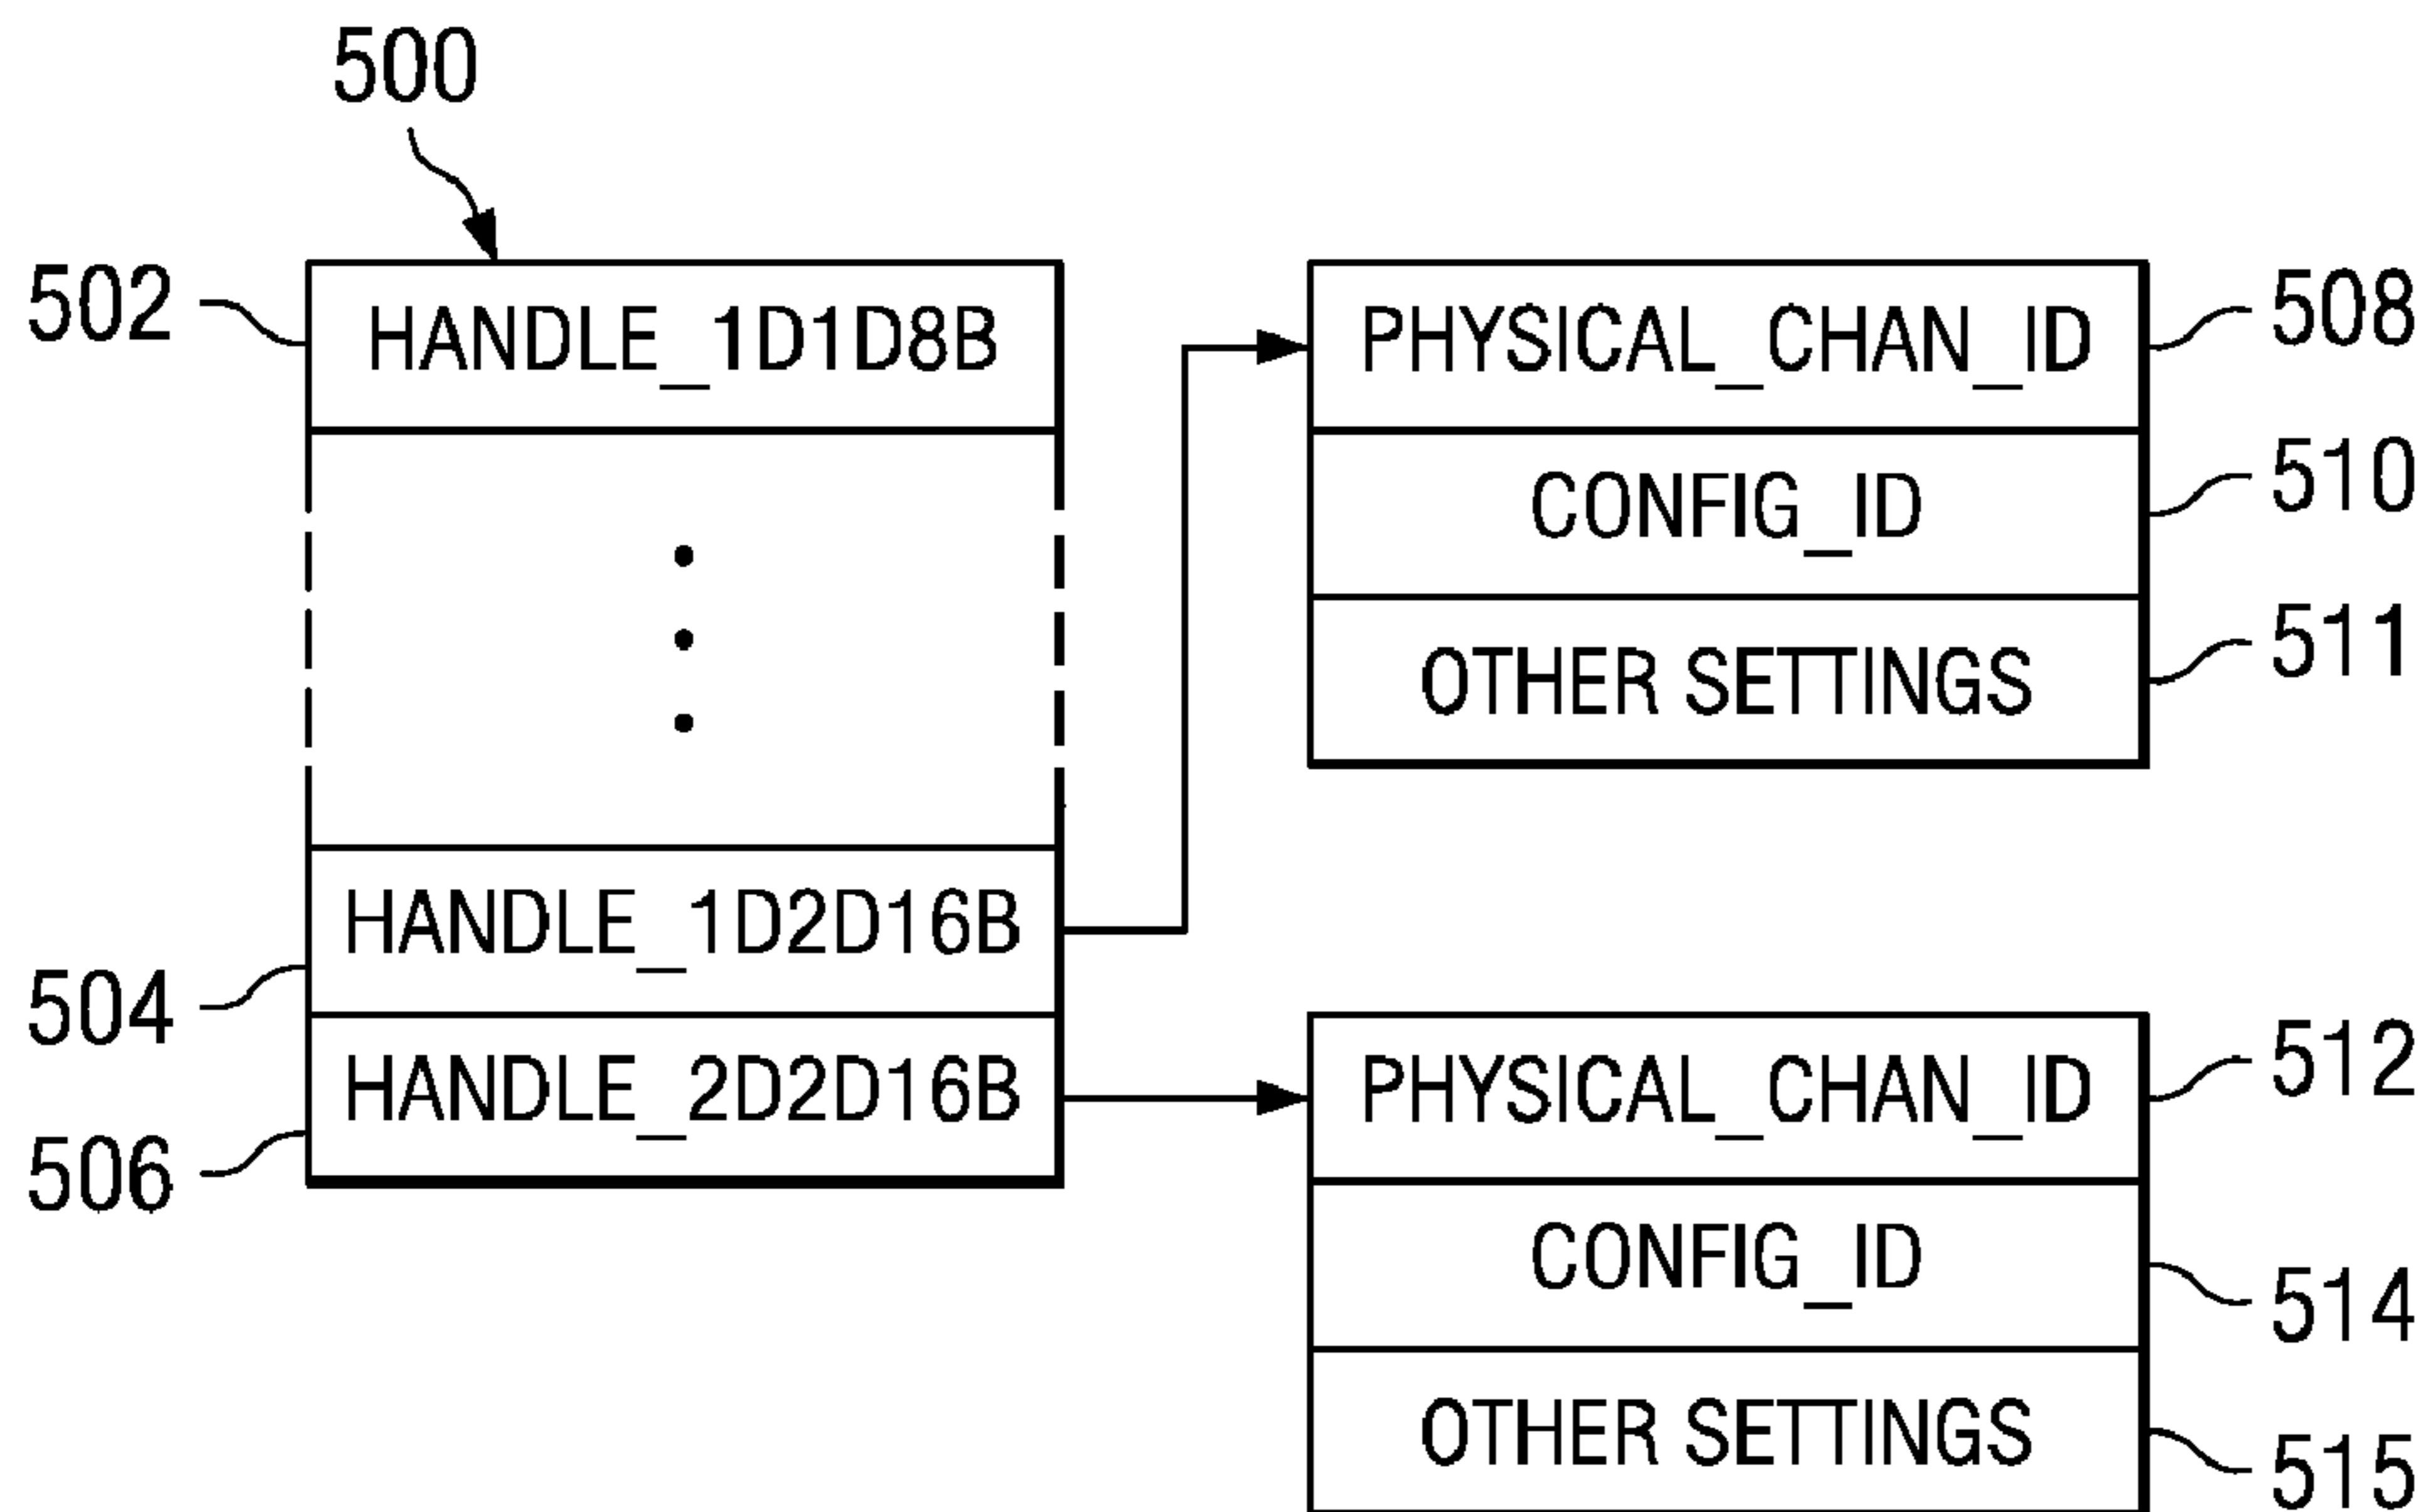 500
502
HANDLE_1D1D8B
PHYSICAL_CHAN_ID
508
CONFIG_ID
510
OTHER SETTINGS
511
HANDLE_1D2D16B
504
HANDLE_2D2D16B
506
PHYSICAL_CHAN_ID
512
CONFIG_ID
514
OTHER SETTINGS
515